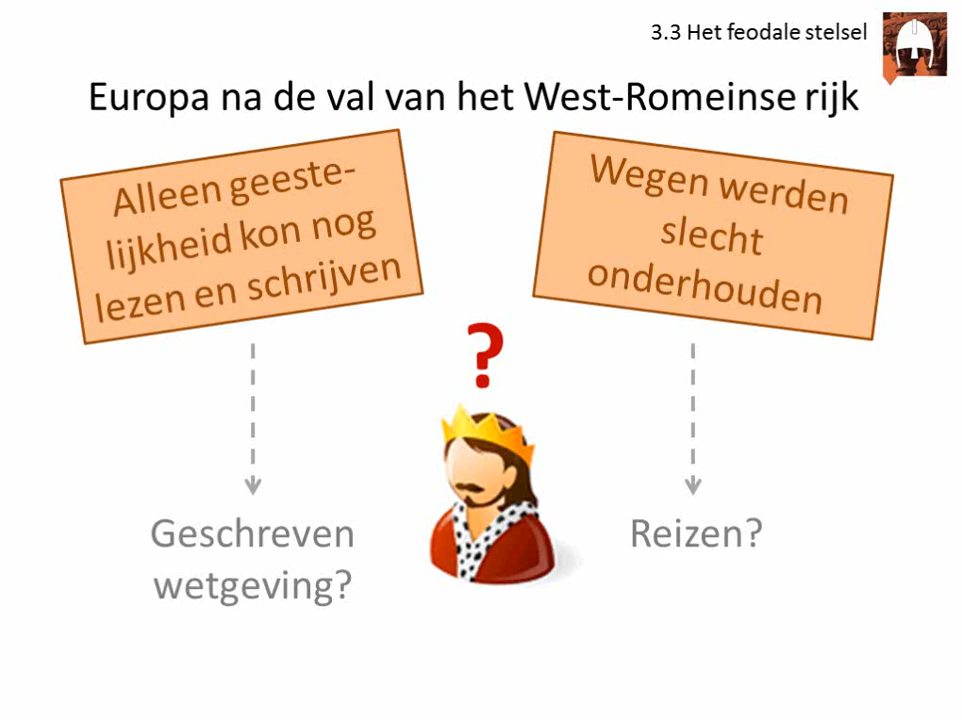 3.3 Het feodale stelsel
Europa na de val van het West-Romeinse rijk
Alleen geeste-
lijkheid kon nog
lezen en schrijven
Wegen werden
slecht
onderhouden
?
Geschreven
wetgeving?
Reizen?